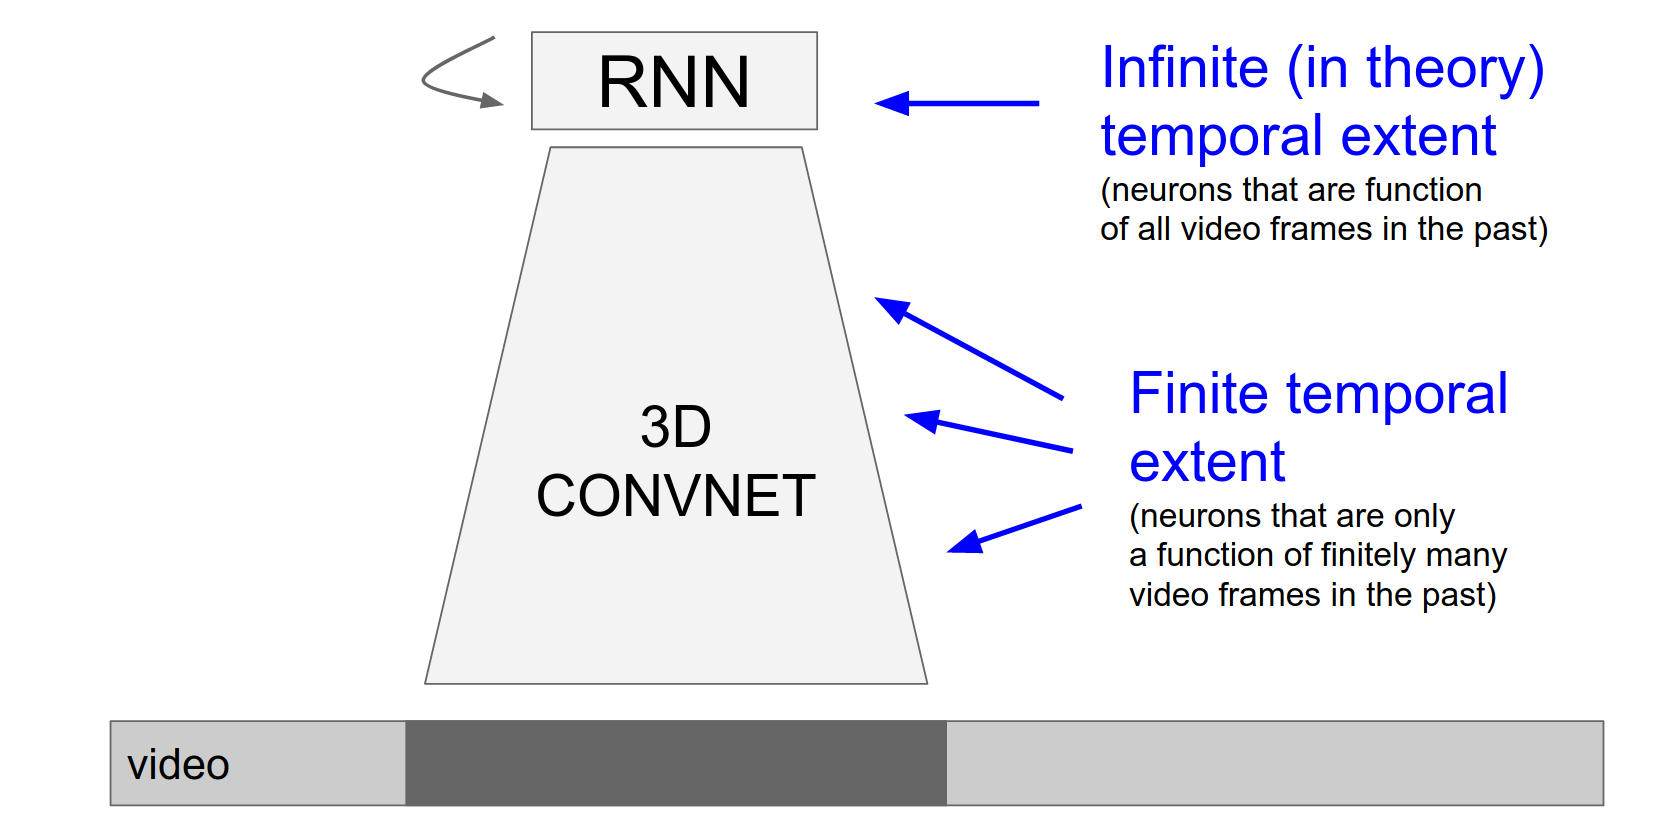 RNN
Infinite (in theory)
temporal extent
(neurons that are function
of all video frames in the past)
3D
CONVNET
Finite temporal
extent
(neurons that are only
a function of finitely many
video frames in the past)
video